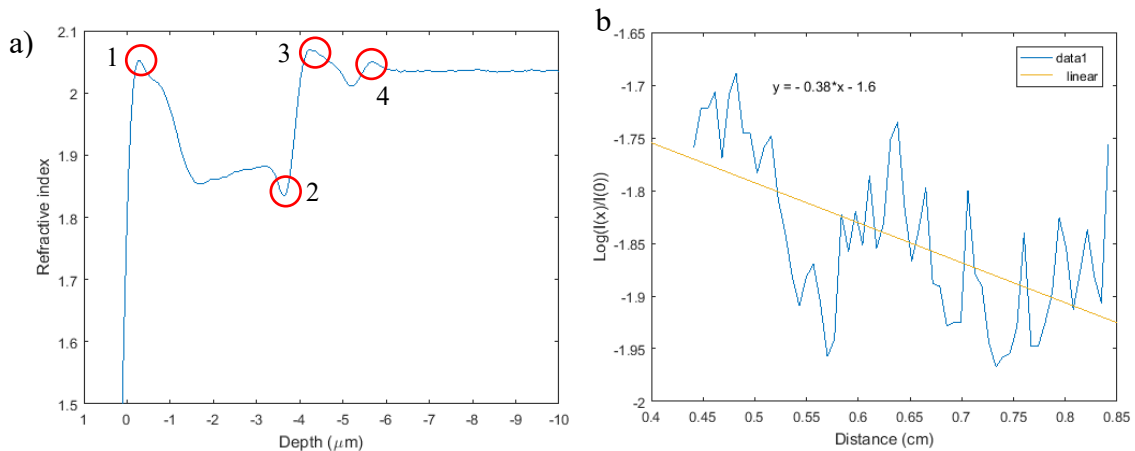 a)
2.1
2
1.9
1.8
1.7
1.6
1.5
1 0 -1 -2 -3 -4 -5 -6 -7 -8 -9 -10
Refractive index
Depth (μm)
1
2
3
4
b
-1.65
-1.7
-1.75
-1.8
-1.85
-1.9
-1.95
-2
0.4 0.45 0.5 0.55 0.6 0.65 0.7 0.75 0.8 0.85
Log(I(x)/I(0))
Distance (cm)
y = - 0.38*x - 1.6
data1
linear